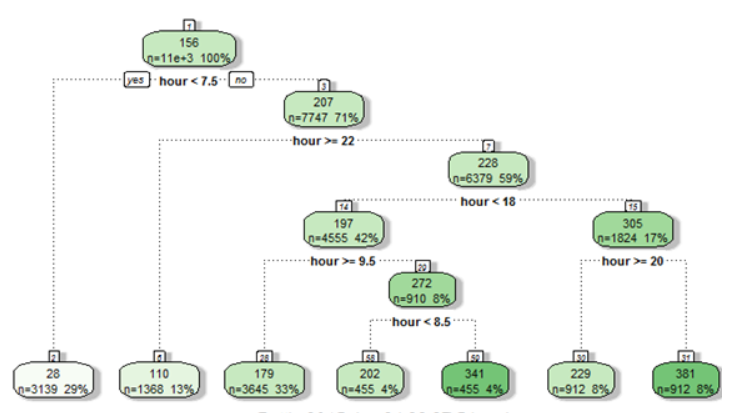 1
156
n=11e+3 100%
yes hour < 7.5 no
3
207
n=7747 71%
hour >= 22
7
228
n=6379 59%
hour < 18
14
197
n=4555 42%
15
305
n=1824 17%
hour >= 9.5
hour >= 20
29
272
n=910 8%
hour < 8.5
2
28
n=3139 29%
6
110
n=1368 13%
28
179
n=3645 33%
58
202
n=455 4%
59
341
n=455 4%
30
229
n=912 8%
31
381
n=912 8%